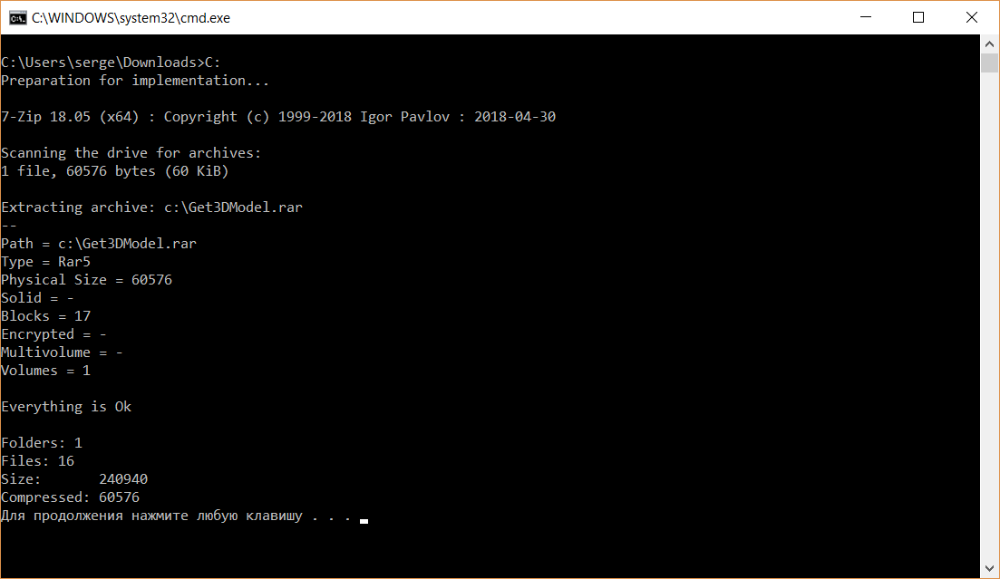 C:\WINDOWS\system32\cmd.exe
C:\Users\serge\Downloads>C:
Preparation for implementation...
7-Zip 18.05 (x64) : Copyright (c) 1999-2018 Igor Pavlov : 2018-04-30
Scanning the drive for archives:
1 file, 60576 bytes (60 KiB)
Extracting archive: c:\Get3DModel.rar
--
Path = c:\Get3DModel.rar
Type = Rar5
Physical Size = 60576
Solid = -
Blocks = 17
Encrypted = -
Multivolume = -
Volumes = 1
Everything is Ok
Folders: 1
Files: 16
Size:       240940
Compressed: 60576
Для продолжения нажмите любую клавишу . . .